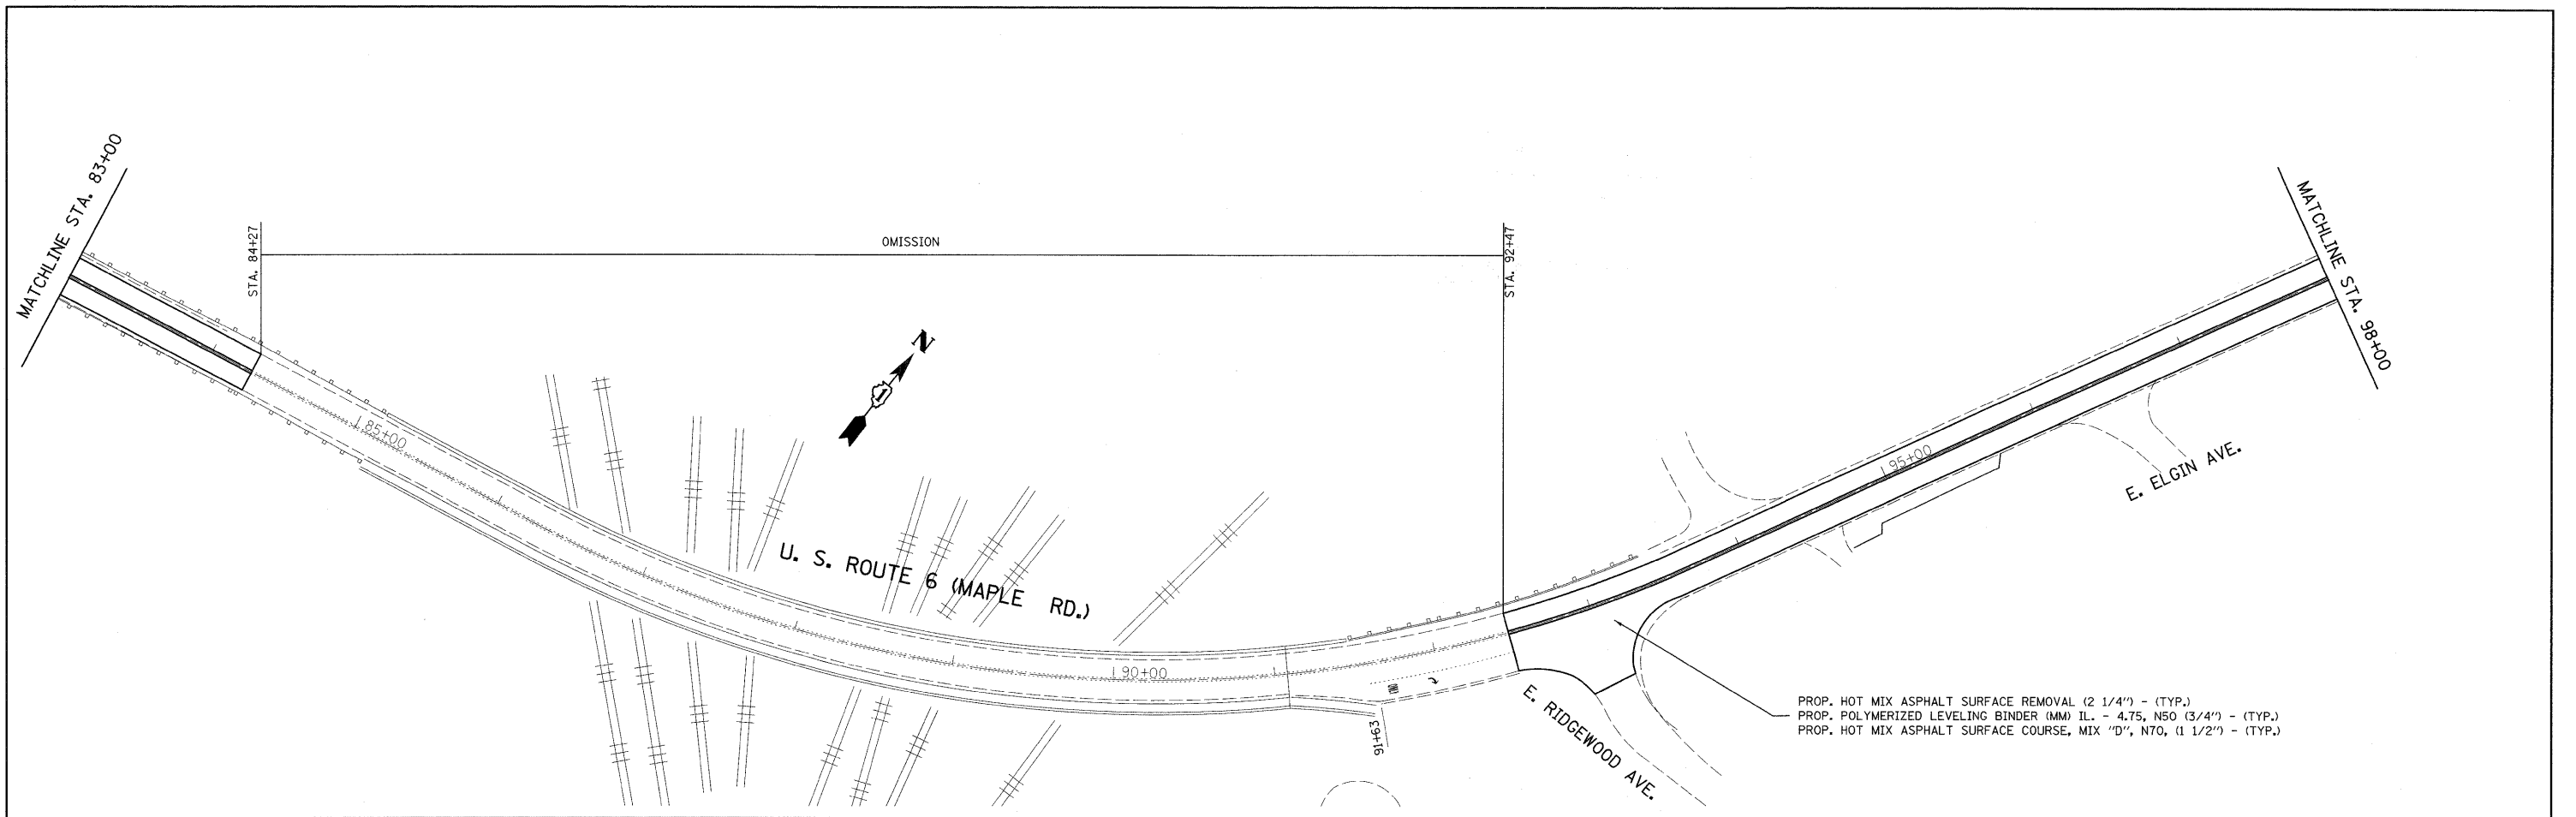 MATCHLINE STA. 83+00
STA. 84+27
OMISSION
STA. 92+47
MATCHLINE STA. 98+00
N
85+00
U. S. ROUTE 6 (MAPLE RD.)
90+00
91+63
95+00
E. ELGIN AVE.
E. RIDGEWOOD AVE.
PROP. HOT MIX ASPHALT SURFACE REMOVAL (2 1/4") - (TYP.)
PROP. POLYMERIZED LEVELING BINDER (MM) IL. - 4.75, N50 (3/4") - (TYP.)
PROP. HOT MIX ASPHALT SURFACE COURSE, MIX "D", N70, (1 1/2") - (TYP.)